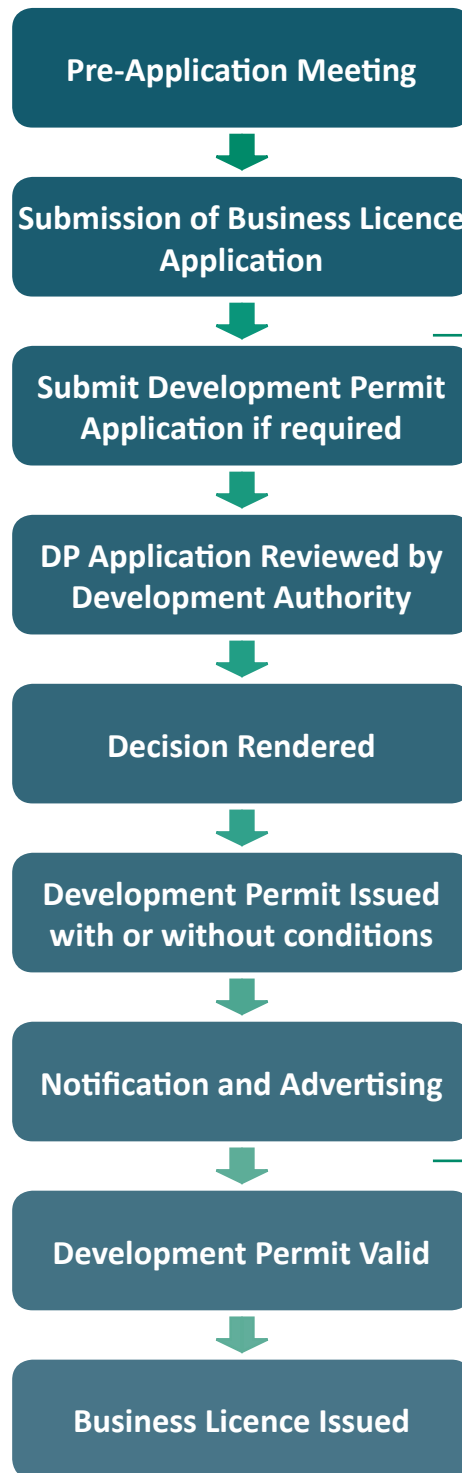 Pre-Application Meeting
Submission of Business Licence
Application
Submit Development Permit
Application if required
DP Application Reviewed by
Development Authority
Decision Rendered
Development Permit Issued
with or without conditions
Notification and Advertising
Development Permit Valid
Business Licence Issued